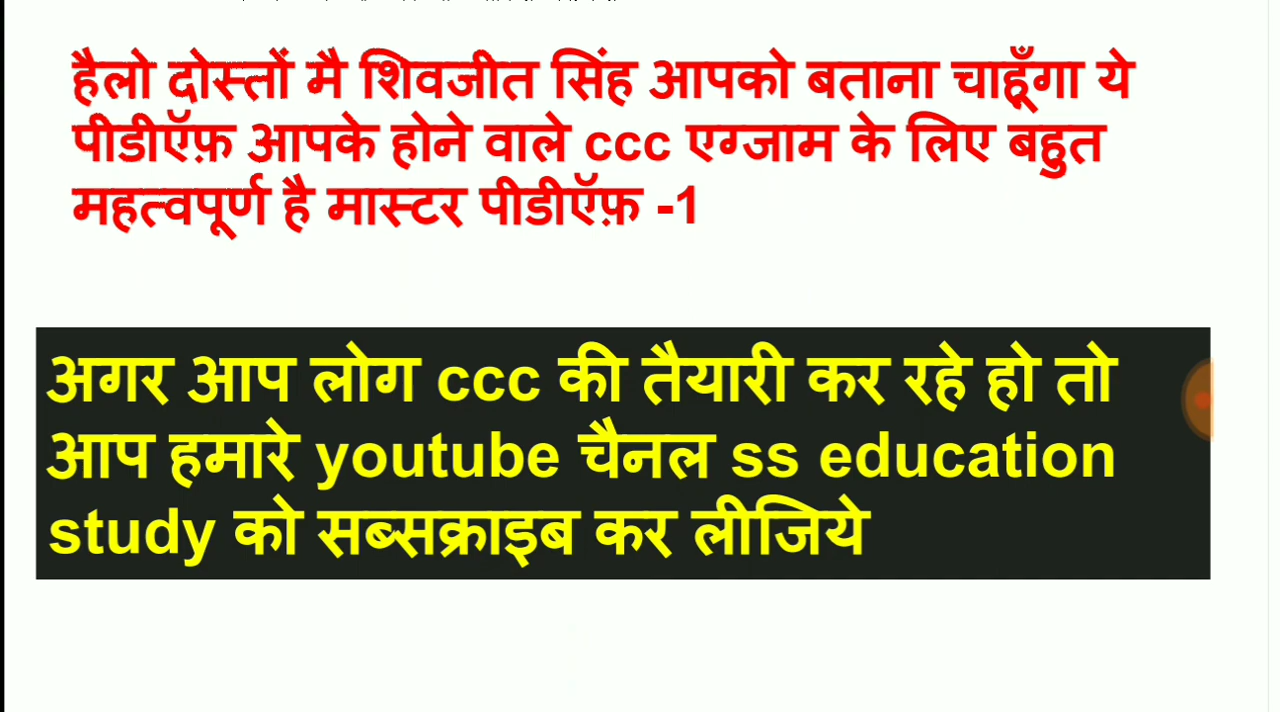 हैलो दोस्तों मै शिवजीत सिंह आपको बताना चाहूँगा ये
पीडीऍफ़ आपके होने वाले ccc एग्जाम के लिए बहुत
महत्वपूर्ण है मास्टर पीडीऍफ़ -1
अगर आप लोग ccc की तैयारी कर रहे हो तो
आप हमारे youtube चैनल ss education
study को सब्सक्राइब कर लीजिये